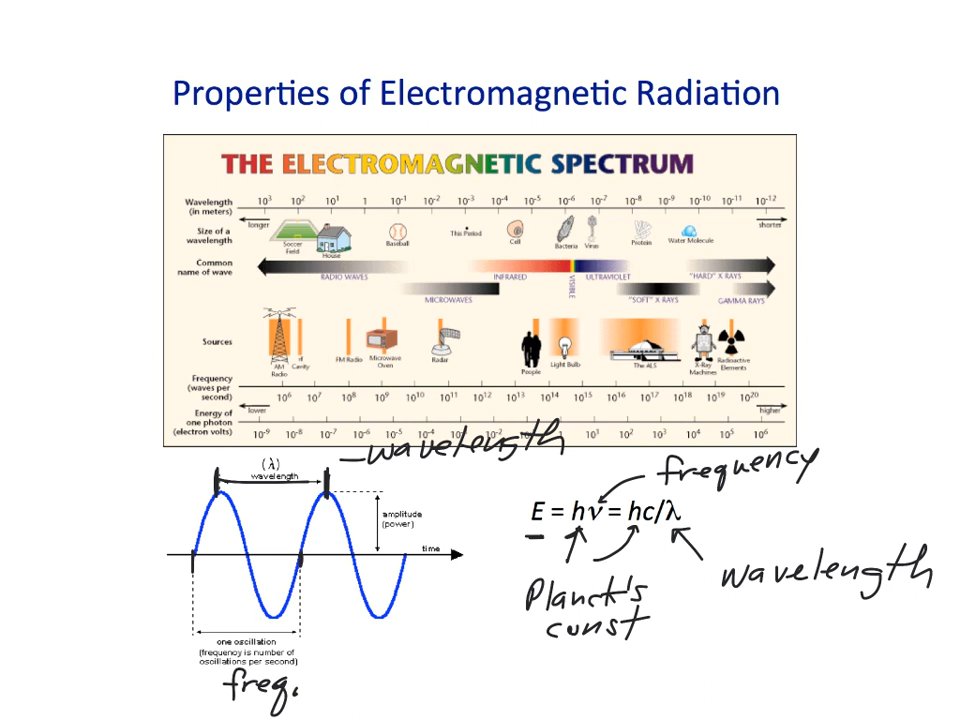 Properties of Electromagnetic Radiation
THE ELECTROMAGNETIC SPECTRUM
Wavelength
(in meters)
10³ 10² 10¹ 1 10⁻¹ 10⁻² 10⁻³ 10⁻⁴ 10⁻⁵ 10⁻⁶ 10⁻⁷ 10⁻⁸ 10⁻⁹ 10⁻¹⁰ 10⁻¹¹ 10⁻¹²
longer shorter
Size of a
wavelength
Soccer
Field
House
Baseball
This Period
Cell
Bacteria
Virus
Protein
Water Molecule
Common
name of wave
RADIO WAVES INFRARED VISIBLE ULTRAVIOLET "HARD" X RAYS
MICROWAVES "SOFT" X RAYS GAMMA RAYS
Sources
AM
Radio
rf
Cavity
FM Radio
Microwave
Oven
Radar
People
Light Bulb
The ALS
X-Ray
Machines
Radioactive
Elements
Frequency
(waves per
second)
10⁶ 10⁷ 10⁸ 10⁹ 10¹⁰ 10¹¹ 10¹² 10¹³ 10¹⁴ 10¹⁵ 10¹⁶ 10¹⁷ 10¹⁸ 10¹⁹ 10²⁰
lower higher
Energy of
one photon
(electron volts)
10⁻⁹ 10⁻⁸ 10⁻⁷ 10⁻⁶ 10⁻⁵ 10⁻⁴ 10⁻² 10¹ 10² 10³ 10⁴ 10⁵ 10⁶
wavelength
(λ)
wavelength
amplitude
(power)
time
one oscillation
(frequency is number of
oscillations per second)
freq.
frequency
E = hν = hc/λ
wavelength
Planck's
const